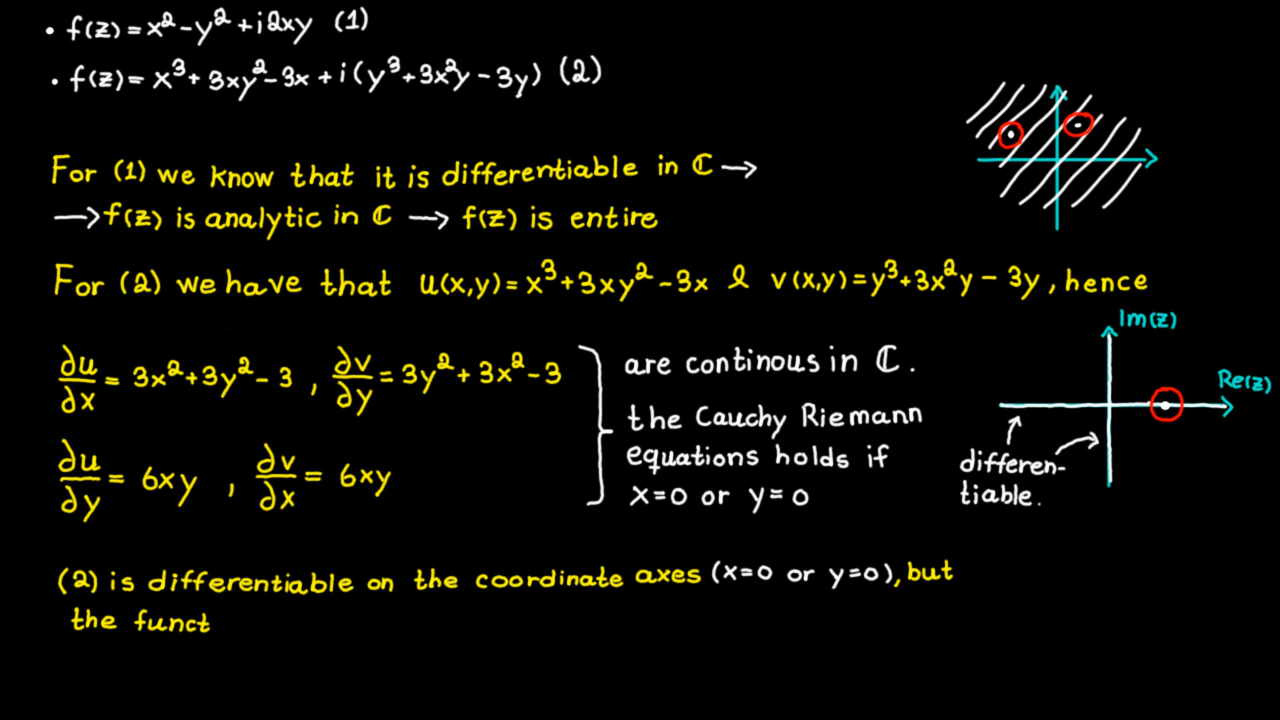 • f(z) = x² - y² + i2xy (1)
• f(z) = x³ + 3xy² - 3x + i(y³ + 3x²y - 3y) (2)
For (1) we know that it is differentiable in ℂ →
→ f(z) is analytic in ℂ → f(z) is entire
For (2) we have that u(x,y) = x³ + 3xy² - 3x & v(x,y) = y³ + 3x²y - 3y, hence
Im(z)
Re(z)
∂u/∂x = 3x² + 3y² - 3 , ∂v/∂y = 3y² + 3x² - 3
∂u/∂y = 6xy , ∂v/∂x = 6xy
are continous in ℂ.
the Cauchy Riemann
equations holds if
x=0 or y=0
differen-
tiable.
(2) is differentiable on the coordinate axes (x=0 or y=0), but
the funct